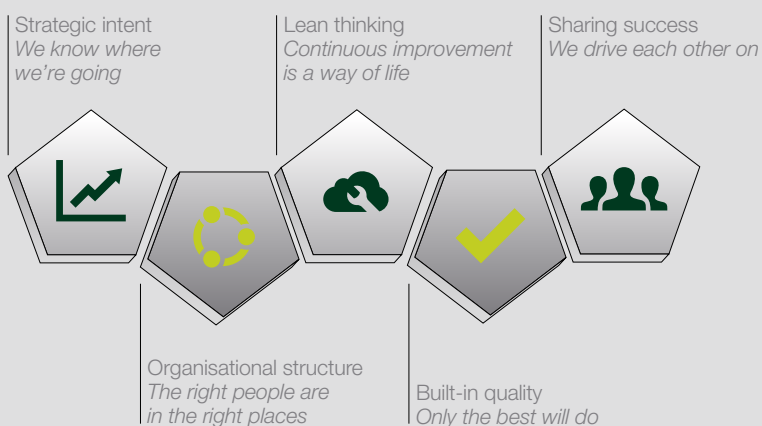 Strategic intent
We know where
we’re going
Lean thinking
Continuous improvement
is a way of life
Sharing success
We drive each other on
Organisational structure
The right people are
in the right places
Built-in quality
Only the best will do